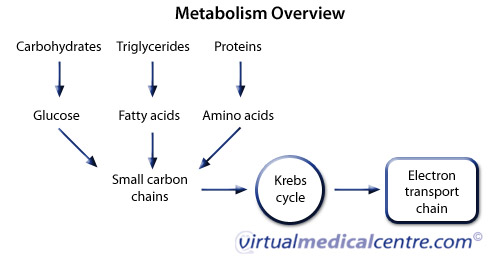 Metabolism Overview
Carbohydrates Triglycerides Proteins
Glucose Fatty acids Amino acids
Small carbon
chains
Krebs
cycle
Electron
transport
chain
virtualmedicalcentre.com©